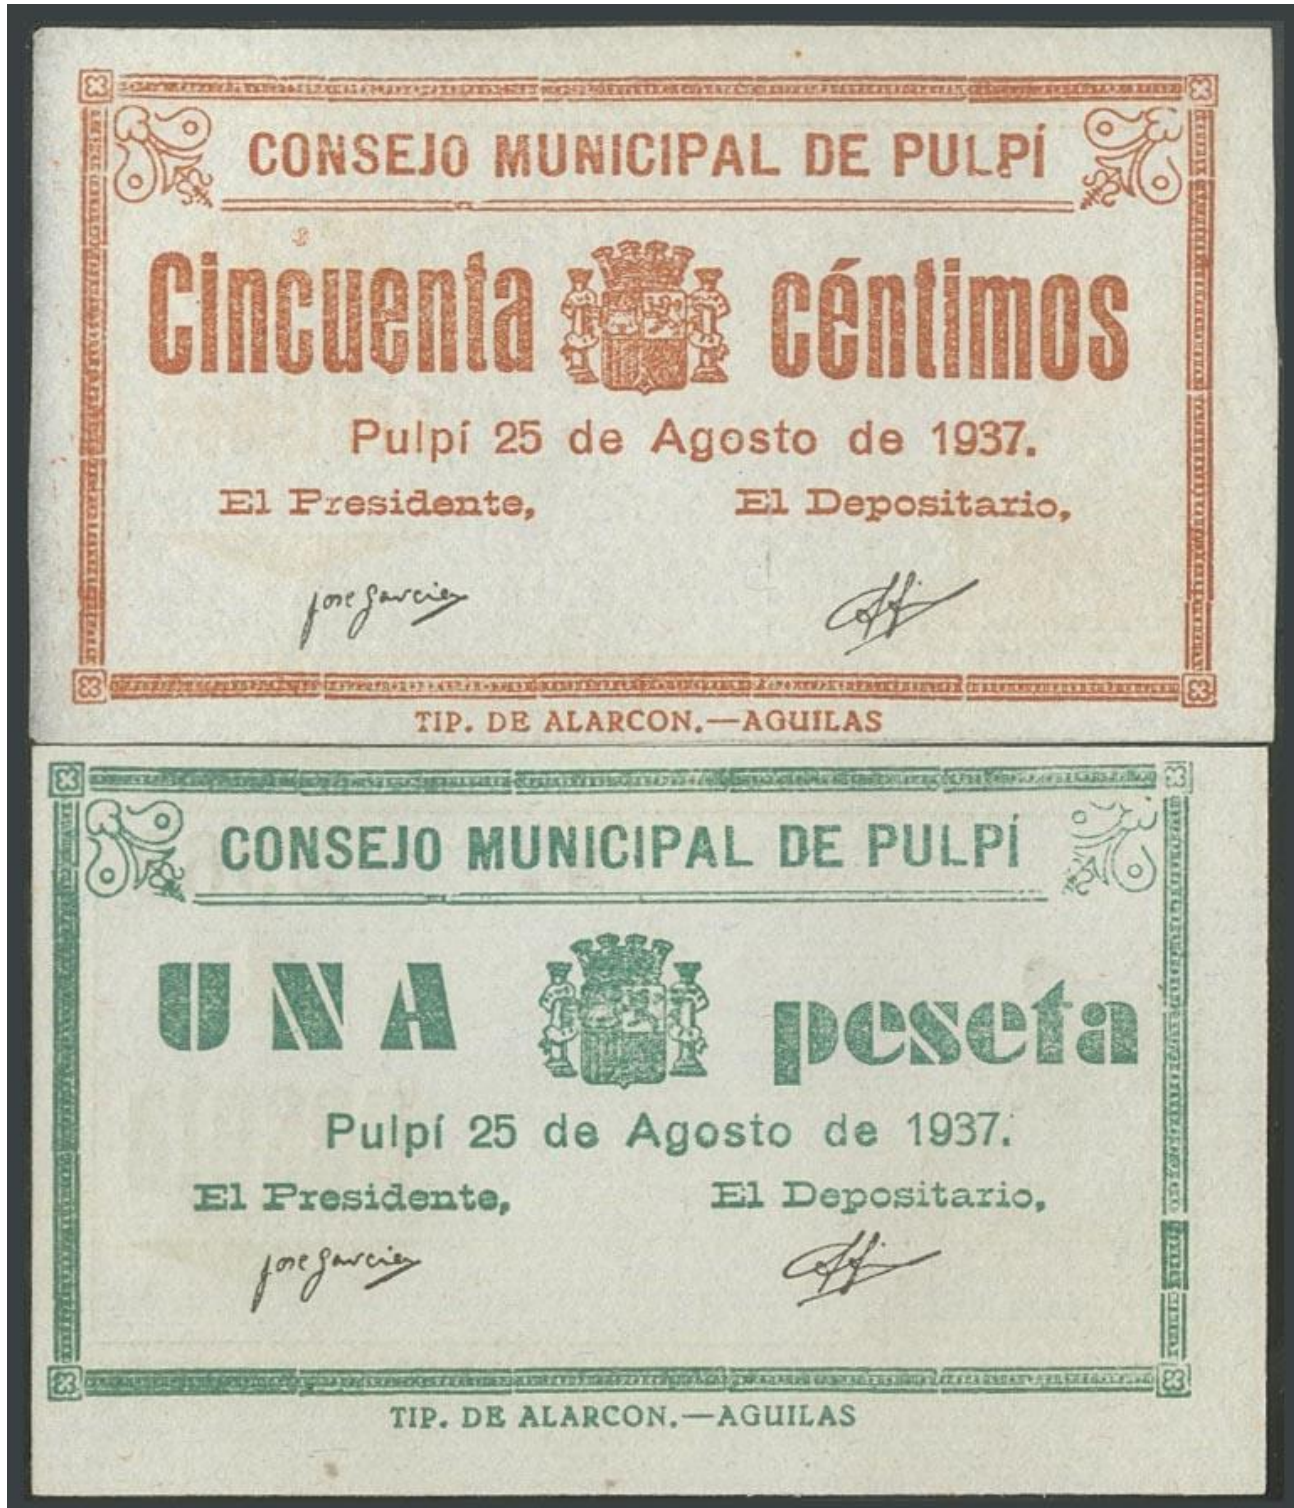 CONSEJO MUNICIPAL DE PULPÍ
Cincuenta céntimos
Pulpí 25 de Agosto de 1937.
El Presidente, El Depositario,
jose garcia
TIP. DE ALARCON.—AGUILAS
CONSEJO MUNICIPAL DE PULPÍ
UNA peseta
Pulpí 25 de Agosto de 1937.
El Presidente, El Depositario,
jose garcia
TIP. DE ALARCON.—AGUILAS